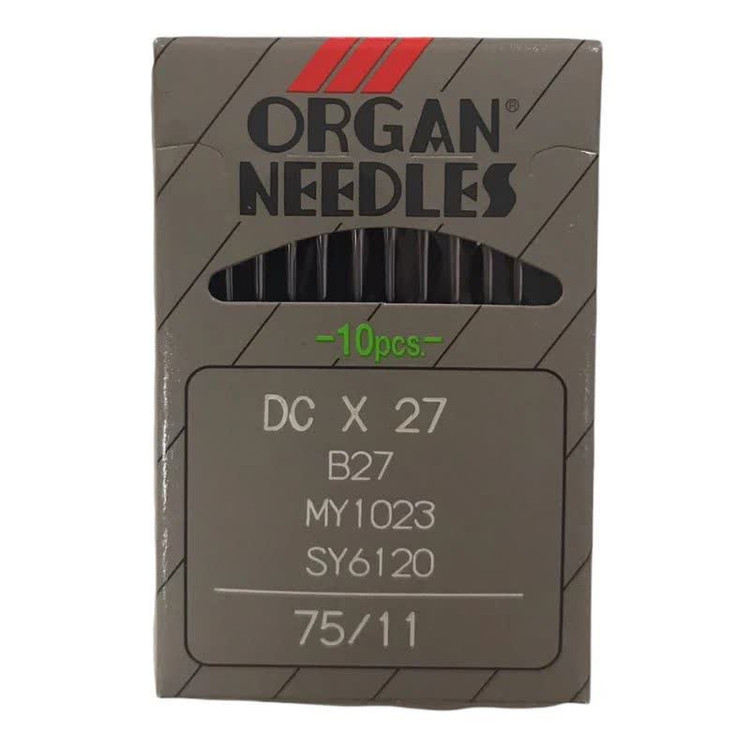 ORGAN®
NEEDLES
-10pcs.-
DC X 27
B27
MY1023
SY6120
75/11